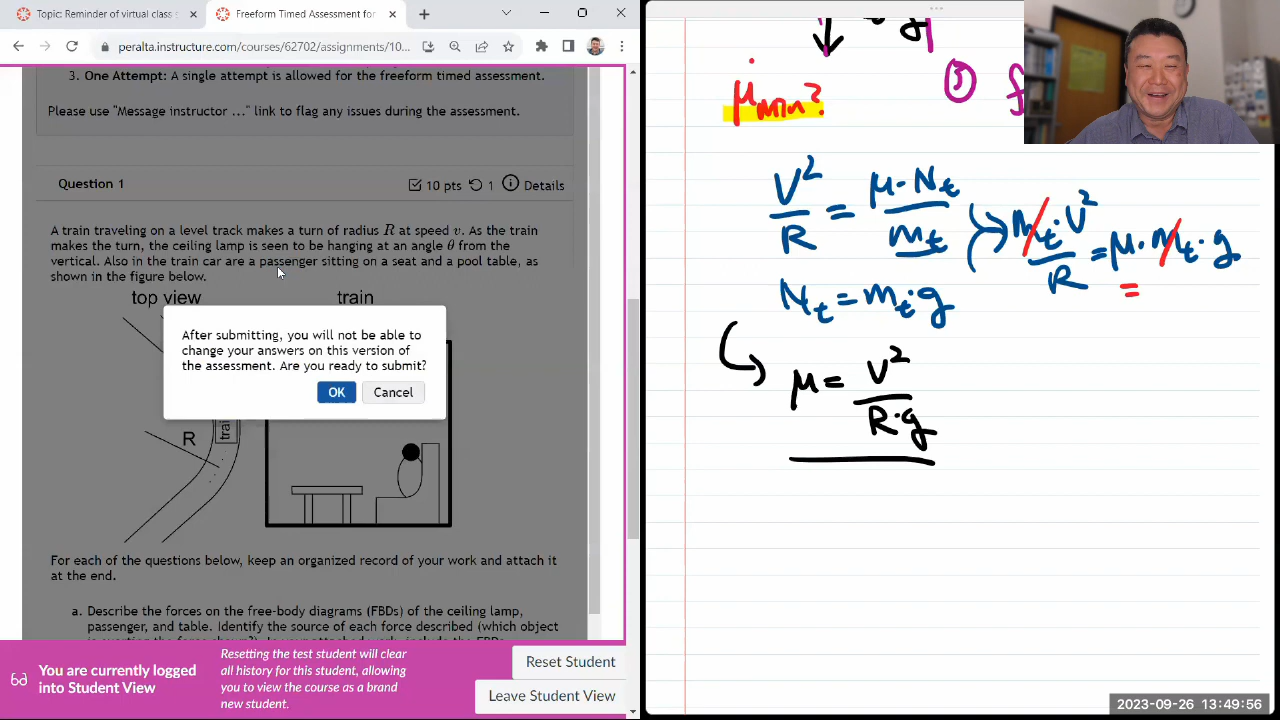 Topic: Reminder of virtual class
Freeform Timed Assessment for
peralta.instructure.com/courses/62702/assignments/10...
3. One Attempt: A single attempt is allowed for the freeform timed assessment.
Please use "message instructor ..." link to flag any issues during the assessment.
Question 1
10 pts 1 Details
A train traveling on a level track makes a turn of radius R at speed v. As the train
makes the turn, the ceiling lamp is seen to be hanging at an angle θ from the
vertical. Also in the train car are a passenger sitting on a seat and a pool table, as
shown in the figure below.
top view
train
After submitting, you will not be able to
change your answers on this version of
the assessment. Are you ready to submit?
OK
Cancel
R
trai
For each of the questions below, keep an organized record of your work and attach it
at the end.
a. Describe the forces on the free-body diagrams (FBDs) of the ceiling lamp,
passenger, and table. Identify the source of each force described (which object
You are currently logged
into Student View
Resetting the test student will clear
all history for this student, allowing
you to view the course as a brand
new student.
Reset Student
Leave Student View
μmin?
③ f
V²/R = μ·Nt/mt
mt·V²/R = μ·mt·g
Nt = mt·g
μ = V²/R·g
2023-09-26 13:49:56